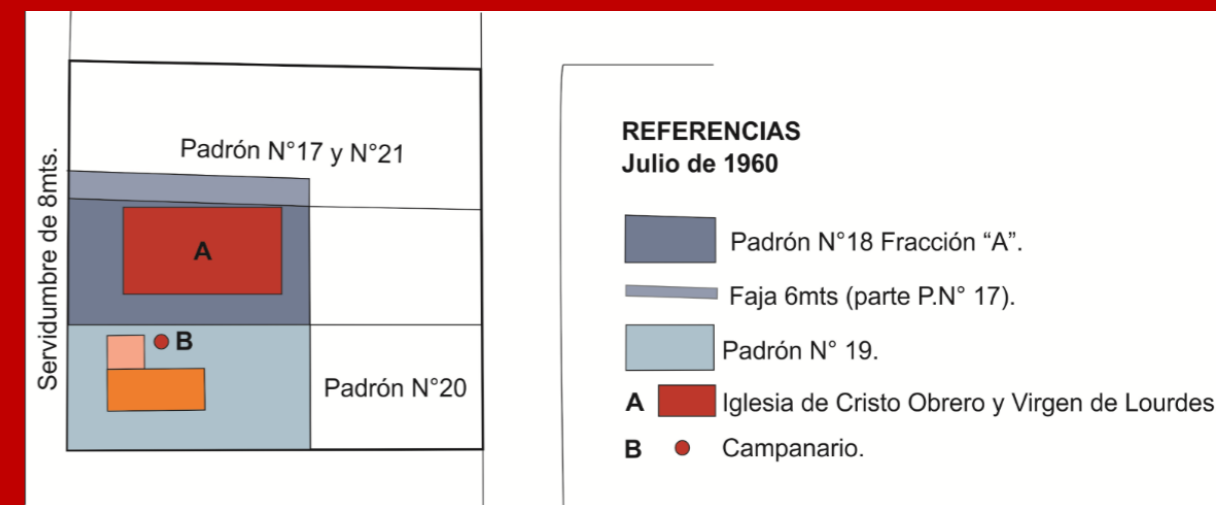 Servidumbre de 8mts.
Padrón N°17 y N°21
A
B
Padrón N°20
REFERENCIAS
Julio de 1960
Padrón N°18 Fracción “A”.
Faja 6mts (parte P.N° 17).
Padrón N° 19.
A Iglesia de Cristo Obrero y Virgen de Lourdes
B Campanario.